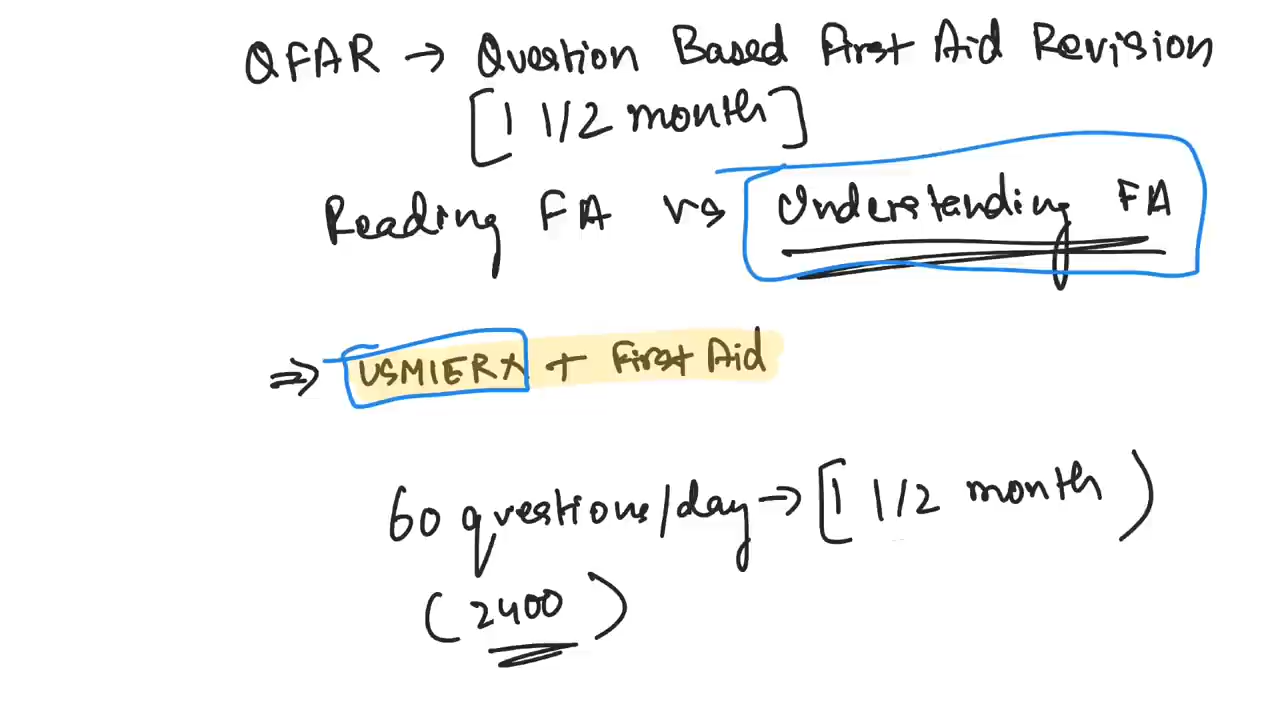 QFAR → Question Based First Aid Revision
[1 1/2 month]
Reading FA vs Understanding FA
⇒ USMlERX + First Aid
60 questions/day → [1 1/2 month)
(2400)